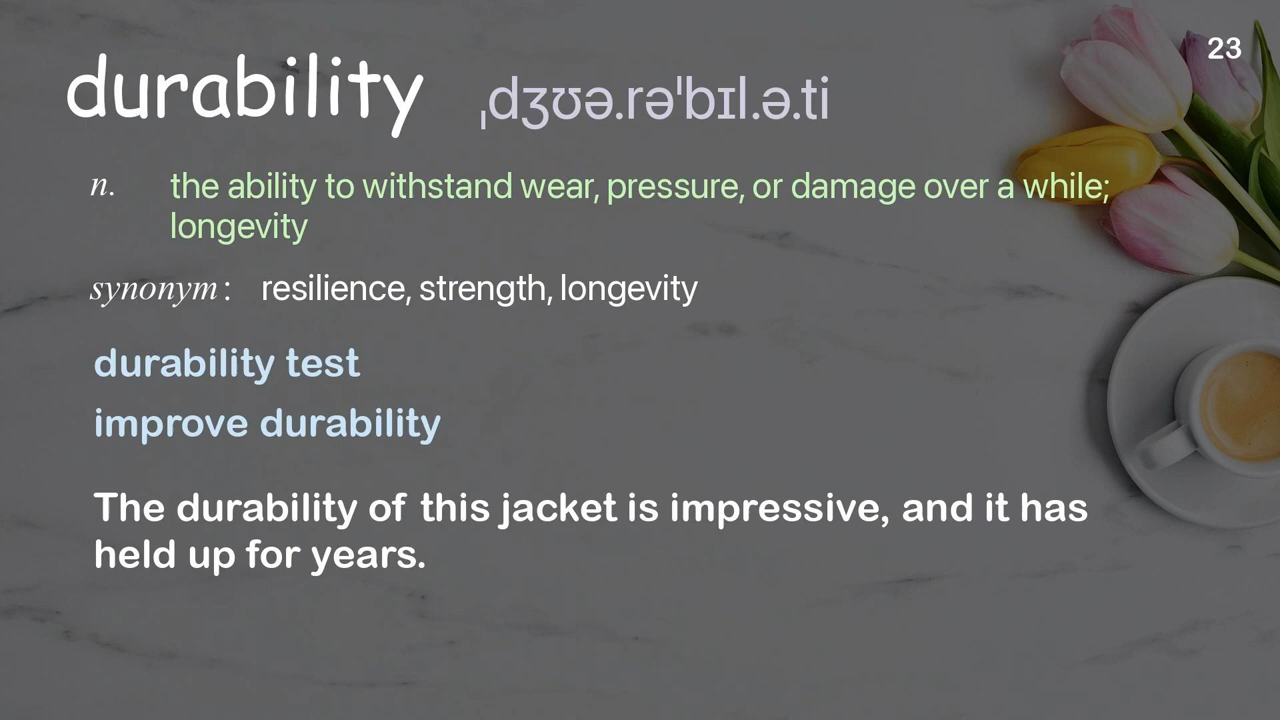 23
durability ˌdʒʊə.rəˈbɪl.ə.ti
n. the ability to withstand wear, pressure, or damage over a while;
longevity
synonym: resilience, strength, longevity
durability test
improve durability
The durability of this jacket is impressive, and it has
held up for years.